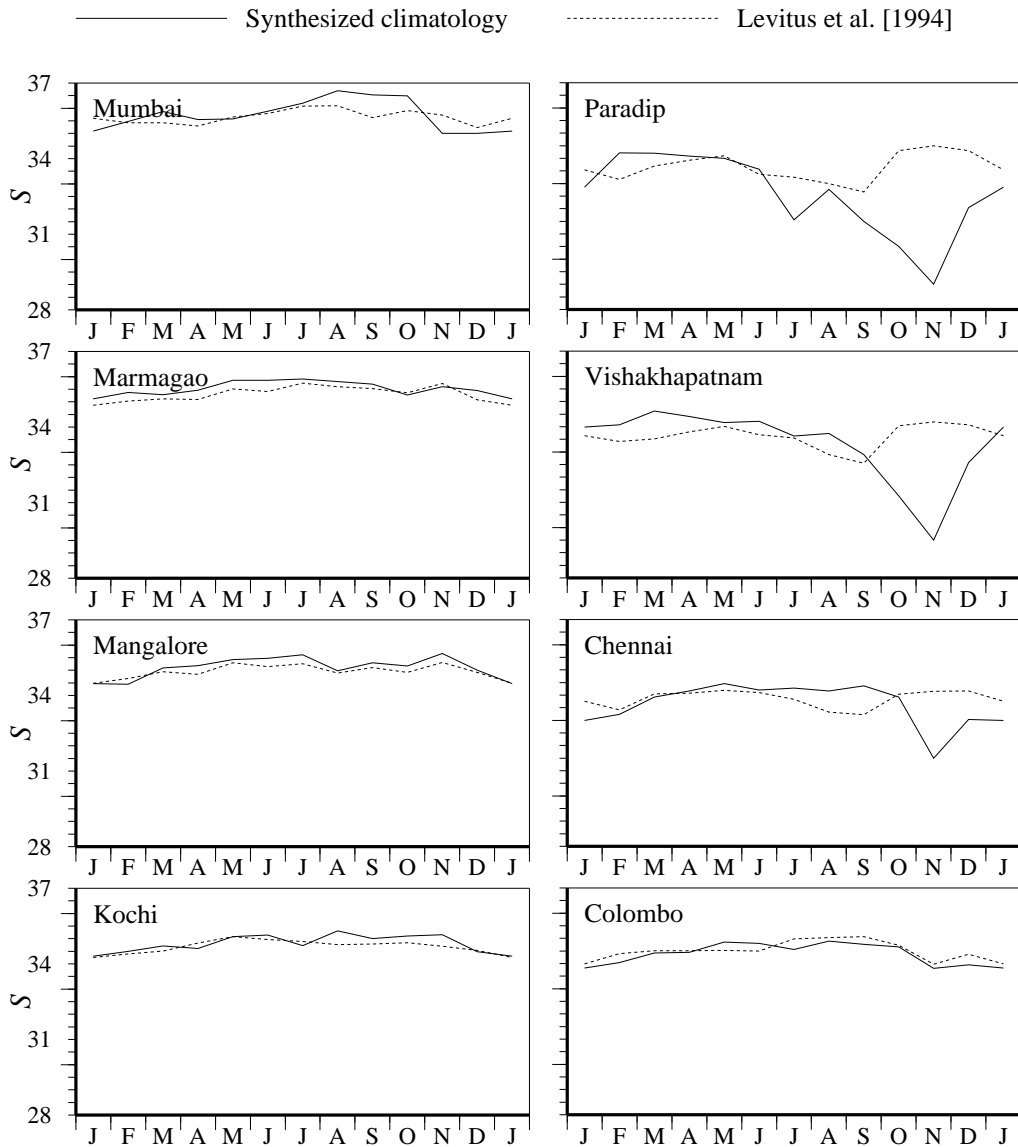 Synthesized climatology
Levitus et al. [1994]
37
34
31
28
S
Mumbai
J F M A M J J A S O N D J
Paradip
J F M A M J J A S O N D J
37
34
31
28
S
Marmagao
J F M A M J J A S O N D J
Vishakhapatnam
J F M A M J J A S O N D J
37
34
31
28
S
Mangalore
J F M A M J J A S O N D J
Chennai
J F M A M J J A S O N D J
37
34
31
28
S
Kochi
J F M A M J J A S O N D J
Colombo
J F M A M J J A S O N D J